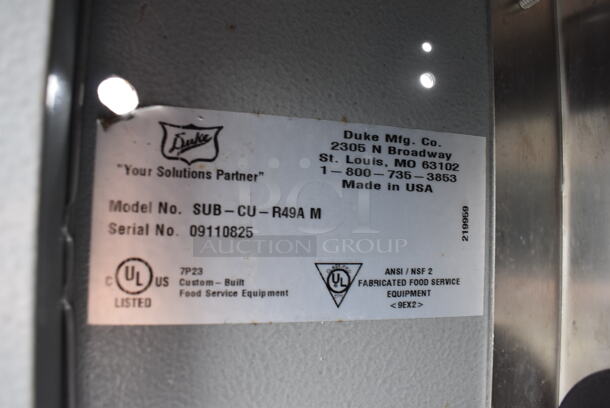 Duke
"Your Solutions Partner"
Duke Mfg. Co.
2305 N Broadway
St. Louis, MO 63102
1-800-735-3853
Made in USA
Model No. SUB-CU-R49A M
Serial No. 09110825
219959
C UL US
LISTED
7P23
Custom-Built
Food Service Equipment
UL
ANSI / NSF 2
FABRICATED FOOD SERVICE
EQUIPMENT
<9EX2>
AUCTION GROUP